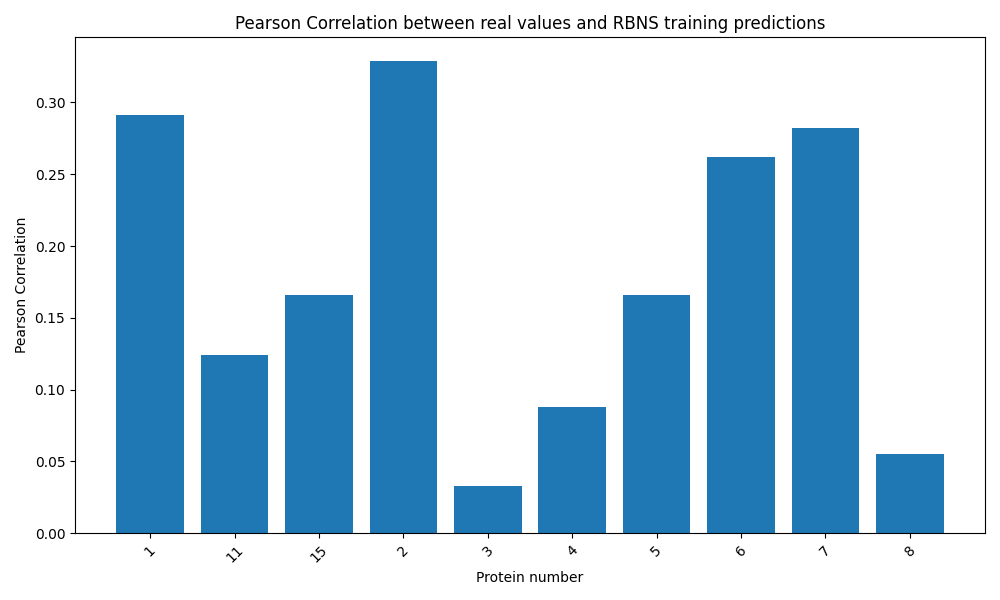 Pearson Correlation between real values and RBNS training predictions
Pearson Correlation
0.30
0.25
0.20
0.15
0.10
0.05
0.00
1 11 15 2 3 4 5 6 7 8
Protein number